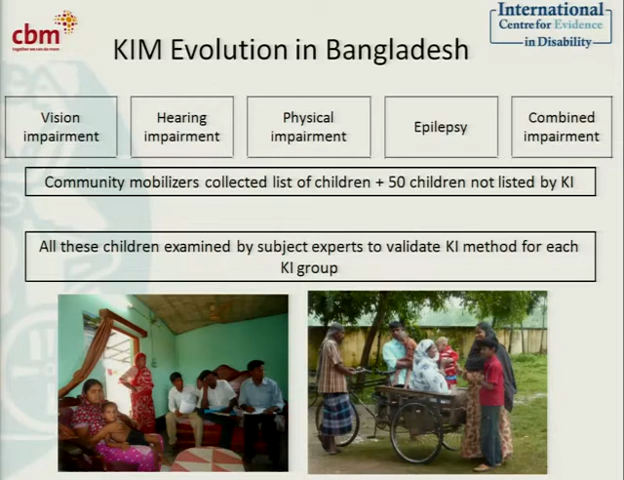 cbm
together we can do more
International
Centre for Evidence
in Disability
KIM Evolution in Bangladesh
Vision
impairment
Hearing
impairment
Physical
impairment
Epilepsy
Combined
impairment
Community mobilizers collected list of children + 50 children not listed by KI
All these children examined by subject experts to validate KI method for each
KI group